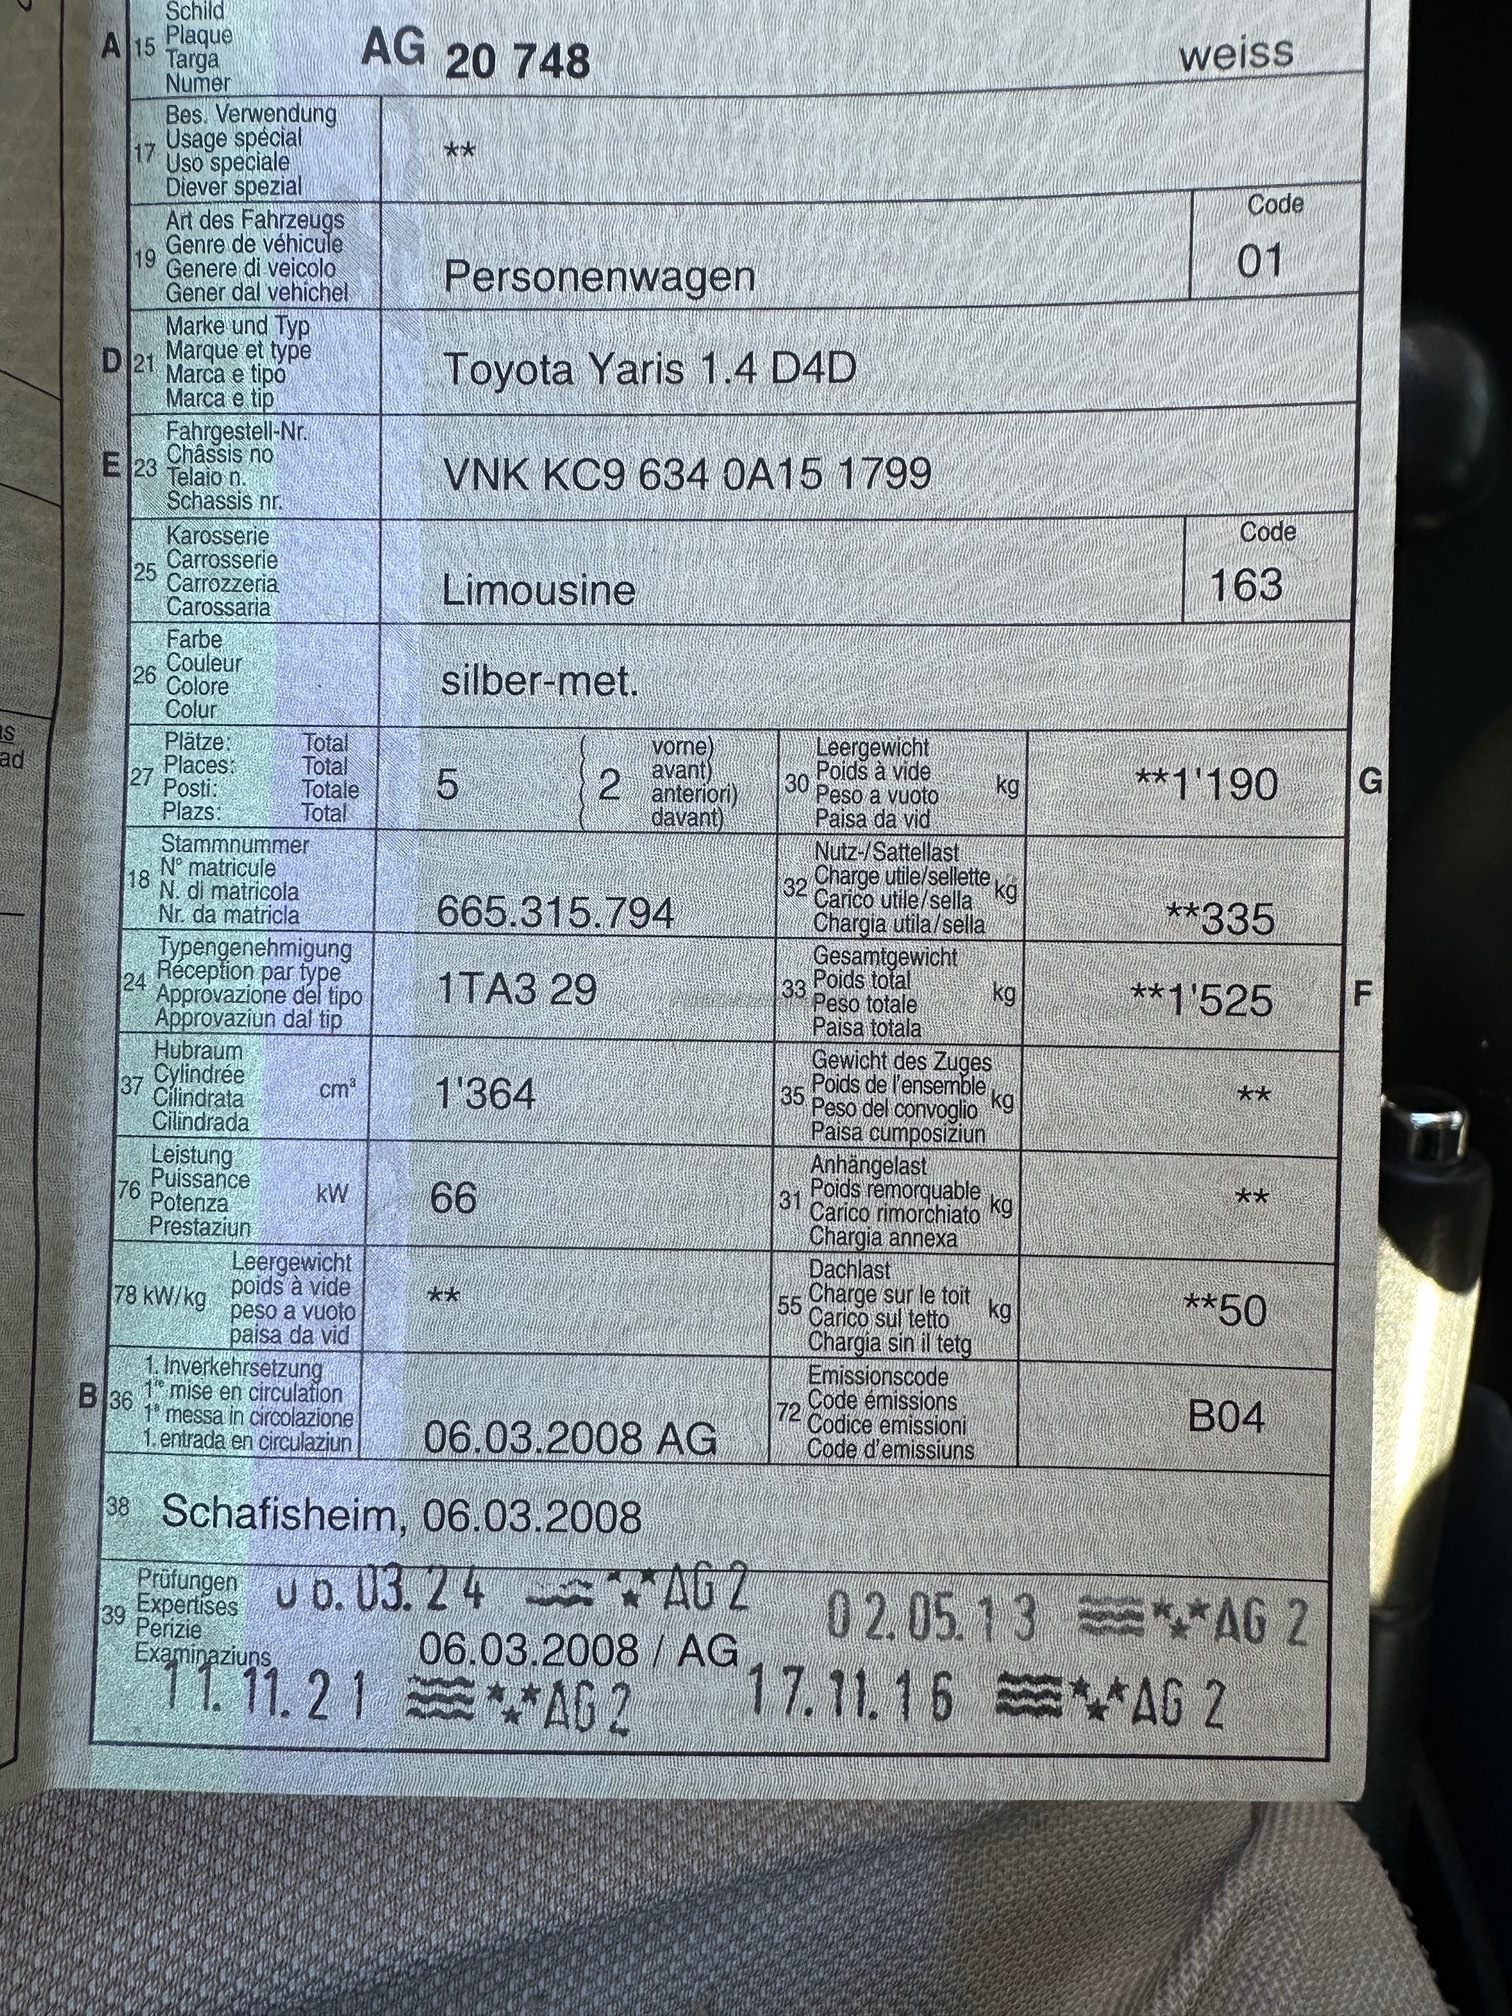 Schild
A 15 Plaque AG 20 748 weiss
Targa
Numer
Bes. Verwendung
17 Usage spécial **
Uso speciale
Diever spezial
Art des Fahrzeugs Code
19 Genre de véhicule 01
Genere di veicolo Personenwagen
Gener dal vehichel
Marke und Typ
D 21 Marque et type Toyota Yaris 1.4 D4D
Marca e tipo
Marca e tip
Fahrgestell-Nr.
E 23 Châssis no VNK KC9 634 0A15 1799
Telaio n.
Schassis nr.
Karosserie Code
25 Carrosserie 163
Carrozzeria Limousine
Carossaria
Farbe
26 Couleur silber-met.
Colore
Colur
Plätze: Total vorne) Leergewicht
27 Places: Total 5 2 avant) 30 Poids à vide kg **1'190 G
Posti: Totale anteriori) Peso a vuoto
Plazs: Total davant) Paisa da vid
Stammnummer Nutz-/Sattellast
18 N° matricule 32 Charge utile/sellette kg
N. di matricola 665.315.794 Carico utile/sella **335
Nr. da matricla Chargia utila/sella
Typengenehmigung Gesamtgewicht
24 Réception par type 1TA3 29 33 Poids total kg **1'525 F
Approvazione del tipo Peso totale
Approvaziun dal tip Paisa totala
Hubraum Gewicht des Zuges
37 Cylindrée cm³ 1'364 35 Poids de l'ensemble kg **
Cilindrata Peso del convoglio
Cilindrada Paisa cumposiziun
Leistung Anhängelast
76 Puissance kW 66 31 Poids remorquable kg **
Potenza Carico rimorchiato
Prestaziun Chargia annexa
Leergewicht Dachlast
78 kW/kg poids à vide ** 55 Charge sur le toit kg **50
peso a vuoto Carico sul tetto
paisa da vid Chargia sin il tetg
1. Inverkehrsetzung Emissionscode
B 36 1re mise en circulation 72 Code émissions B04
1a messa in circolazione 06.03.2008 AG Codice emissioni
1. entrada en circulaziun Code d'emissiuns
38 Schafisheim, 06.03.2008
Prüfungen 03.24 AG 2
39 Expertises 02.05.13 AG 2
Perizie 06.03.2008 / AG
Examinaziuns
11.11.21 AG 2 17.11.16 AG 2